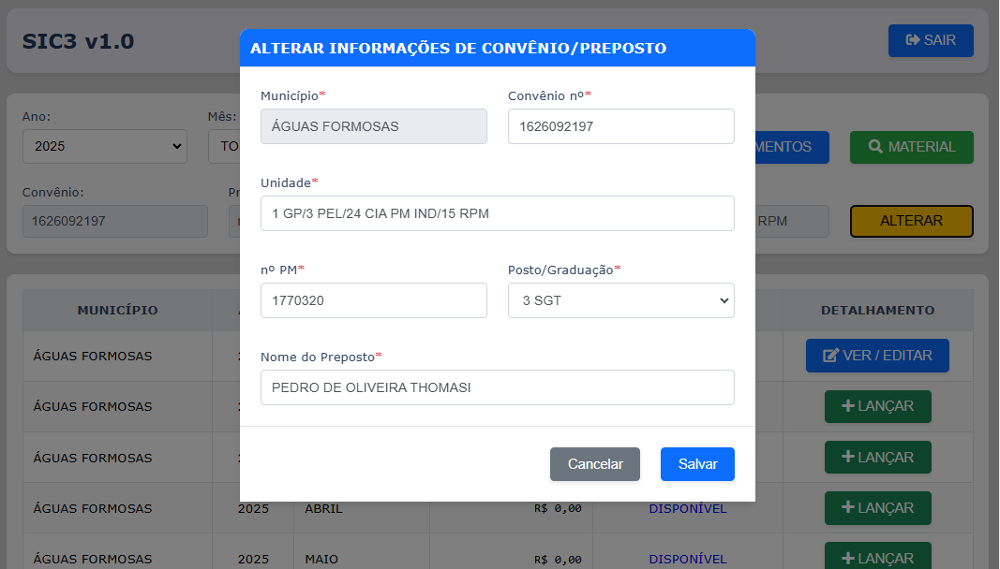 SIC3 v1.0
SAIR
ALTERAR INFORMAÇÕES DE CONVÊNIO/PREPOSTO
Ano:
Mês:
2025
TO
MENTOS
MATERIAL
Convênio:
1626092197
RPM
ALTERAR
Município*
Convênio nº*
ÁGUAS FORMOSAS
1626092197
Unidade*
1 GP/3 PEL/24 CIA PM IND/15 RPM
nº PM*
Posto/Graduação*
1770320
3 SGT
Nome do Preposto*
PEDRO DE OLIVEIRA THOMASI
Cancelar
Salvar
MUNICÍPIO
DETALHAMENTO
ÁGUAS FORMOSAS
VER / EDITAR
ÁGUAS FORMOSAS
LANÇAR
ÁGUAS FORMOSAS
LANÇAR
ÁGUAS FORMOSAS 2025 ABRIL R$ 0,00 DISPONÍVEL LANÇAR
ÁGUAS FORMOSAS 2025 MAIO R$ 0,00 DISPONÍVEL LANÇAR